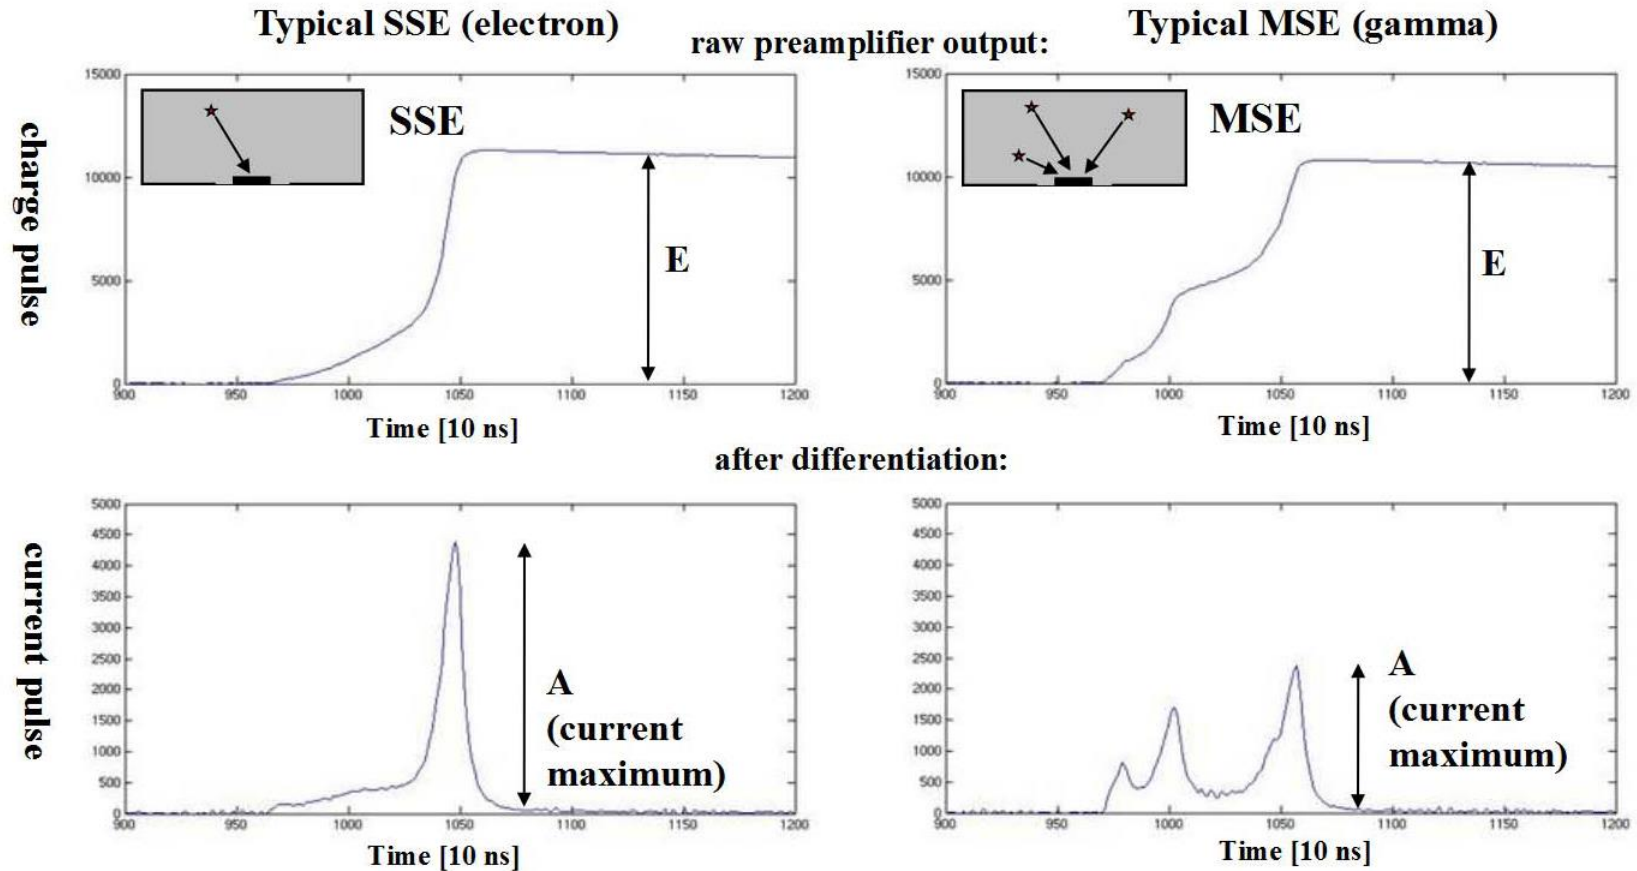 Typical SSE (electron)
raw preamplifier output:
Typical MSE (gamma)
charge pulse
15000
10000
5000
0
SSE
E
900 950 1000 1050 1100 1150 1200
Time [10 ns]
15000
10000
5000
0
MSE
E
900 950 1000 1050 1100 1150 1200
Time [10 ns]
after differentiation:
current pulse
5000
4500
4000
3500
3000
2500
2000
1500
1000
500
0
A
(current
maximum)
900 950 1000 1050 1100 1150 1200
Time [10 ns]
5000
4500
4000
3500
3000
2500
2000
1500
1000
500
0
A
(current
maximum)
900 950 1000 1050 1100 1150 1200
Time [10 ns]